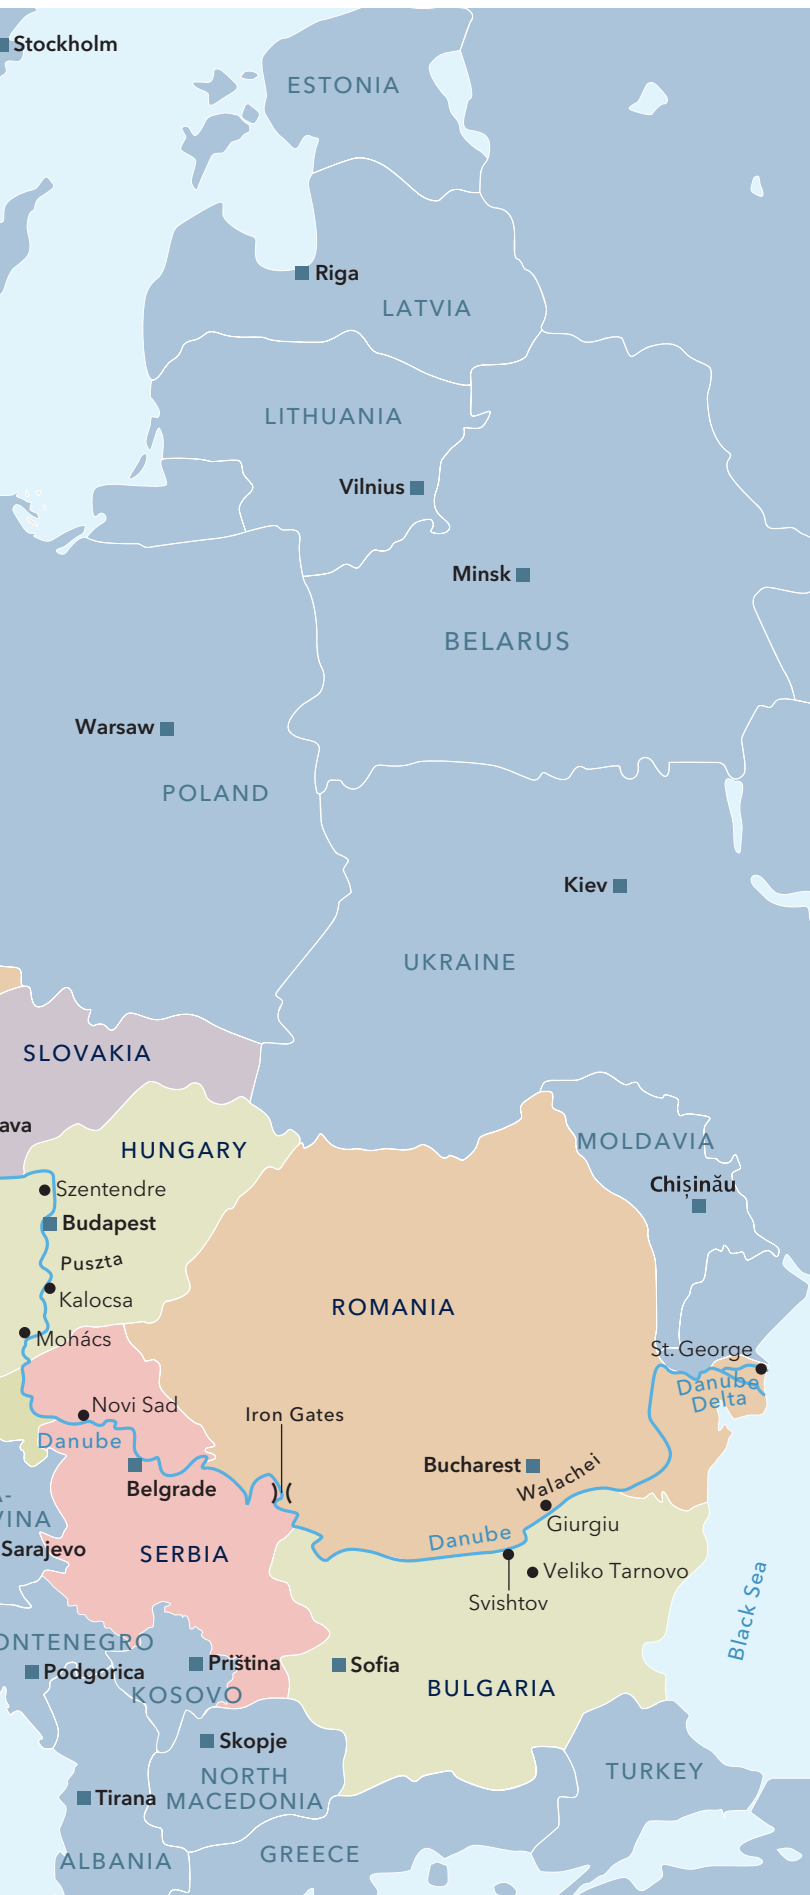 Stockholm
ESTONIA
Riga
LATVIA
LITHUANIA
Vilnius
Minsk
BELARUS
Warsaw
POLAND
Kiev
UKRAINE
SLOVAKIA
ava
HUNGARY
MOLDAVIA
Chișinău
Szentendre
Budapest
Puszta
Kalocsa
ROMANIA
Mohács
St. George
Danube
Delta
Novi Sad
Iron Gates
Danube
Bucharest
Walachei
Belgrade
A-
VINA
Giurgiu
Danube
Sarajevo
SERBIA
Veliko Tarnovo
Svishtov
Black Sea
ONTENEGRO
Podgorica
Priština
Sofia
KOSOVO
BULGARIA
Skopje
NORTH
MACEDONIA
TURKEY
Tirana
ALBANIA
GREECE